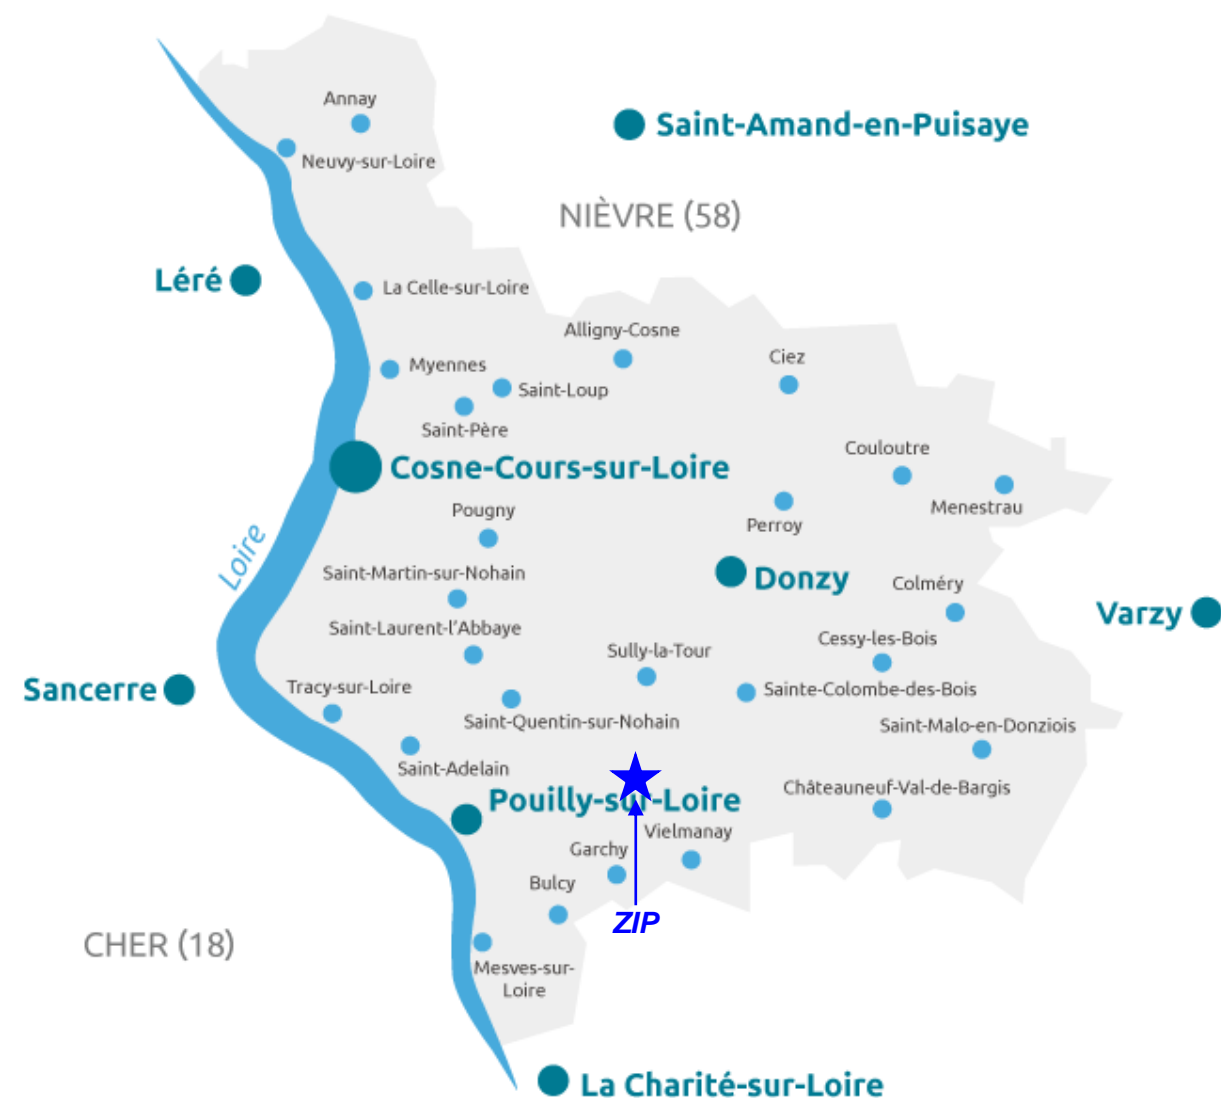 Annay
Saint-Amand-en-Puisaye
Neuvy-sur-Loire
NIÈVRE (58)
Léré
La Celle-sur-Loire
Alligny-Cosne
Ciez
Myennes
Saint-Loup
Saint-Père
Couloutre
Cosne-Cours-sur-Loire
Menestrau
Pougny
Perroy
Loire
Saint-Martin-sur-Nohain
Donzy
Colméry
Varzy
Saint-Laurent-l'Abbaye
Cessy-les-Bois
Sully-la-Tour
Sancerre
Tracy-sur-Loire
Sainte-Colombe-des-Bois
Saint-Quentin-sur-Nohain
Saint-Malo-en-Donziois
Saint-Adelain
Châteauneuf-Val-de-Bargis
Pouilly-sur-Loire
Vielmanay
Garchy
Bulcy
ZIP
CHER (18)
Mesves-sur-
Loire
La Charité-sur-Loire